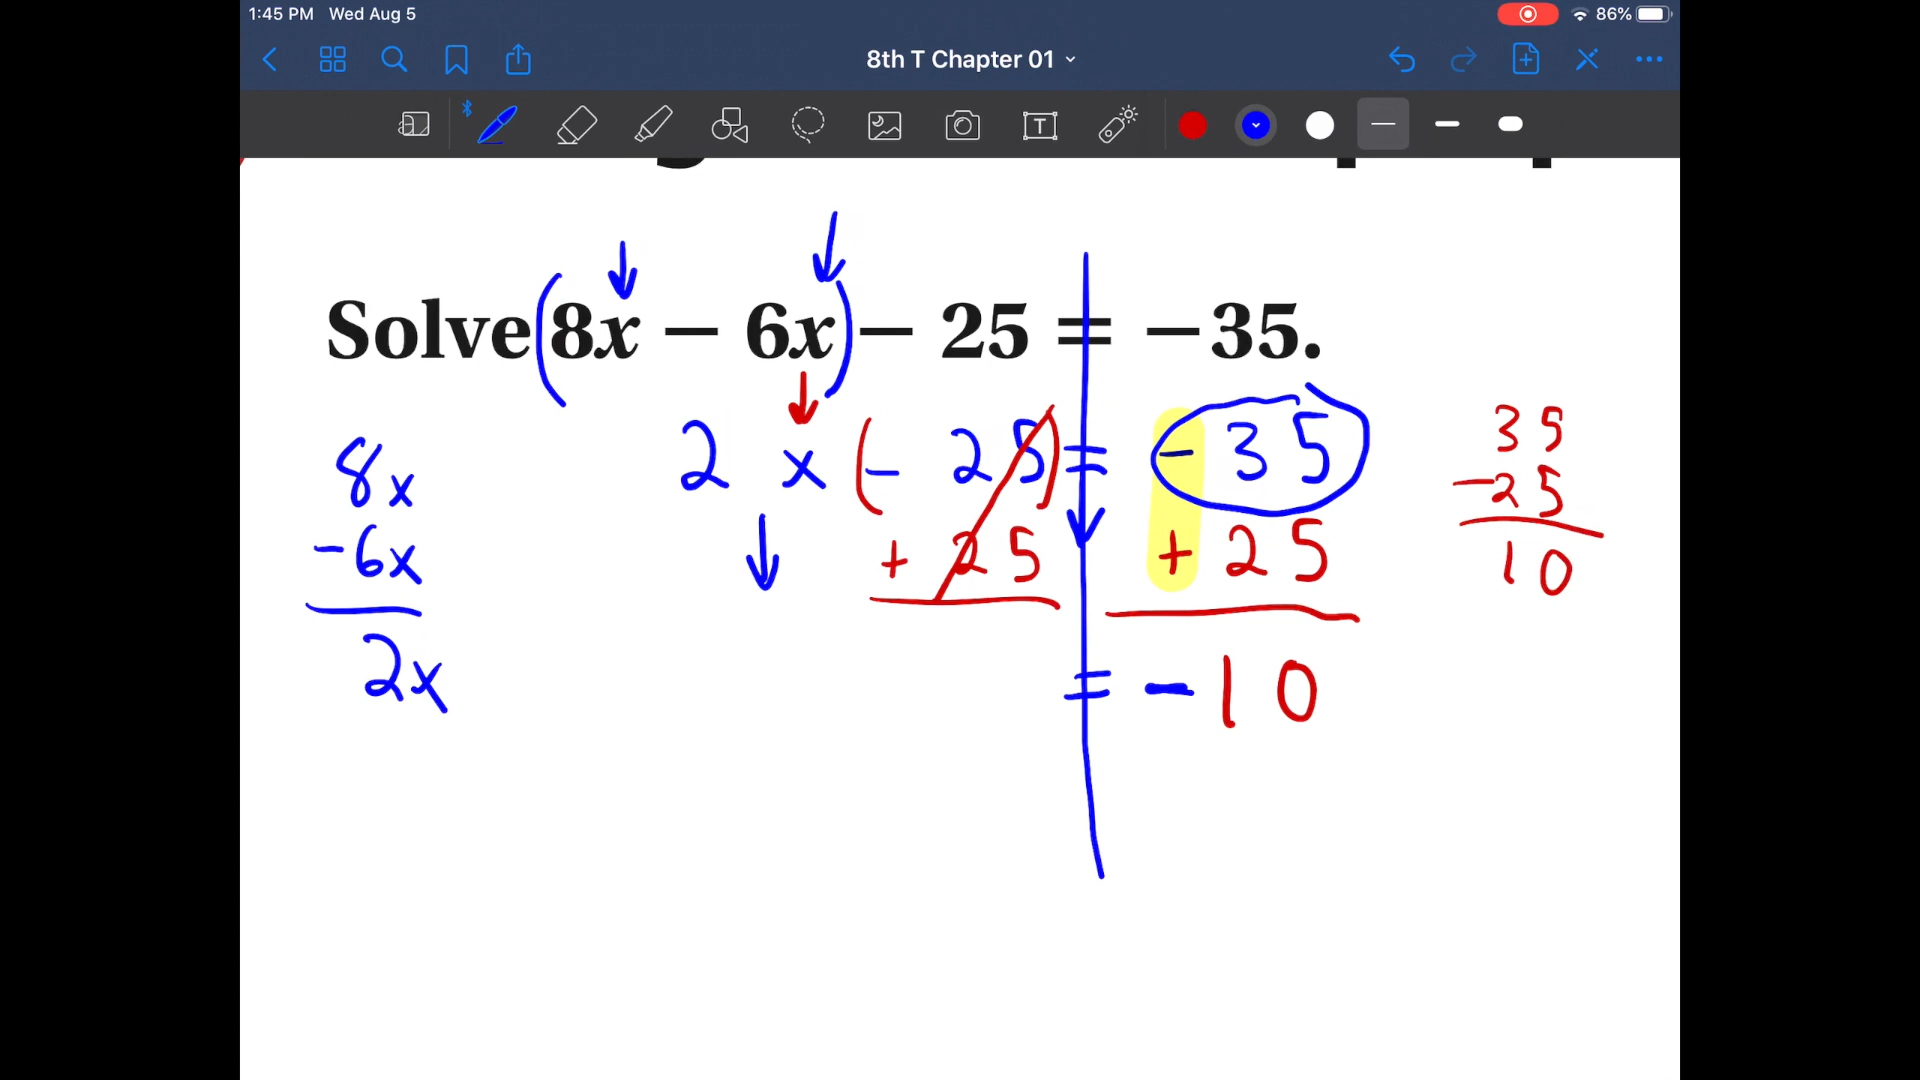 1:45 PM Wed Aug 5 86%
8th T Chapter 01
T
Solve (8x − 6x) − 25 = −35.
8x 2 x (- 25) = - 35 35
-6x + 25 + 25 -25
2x = - 10 10